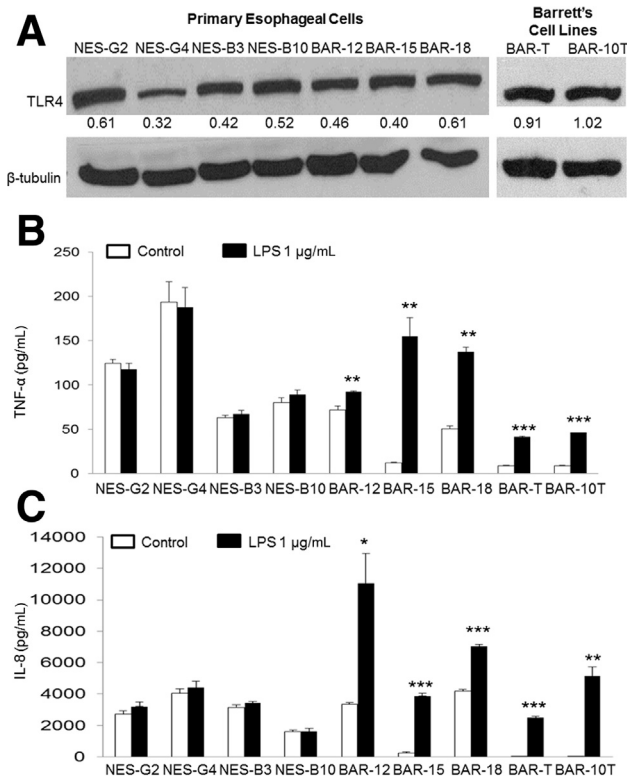 A
Primary Esophageal Cells
Barrett's
Cell Lines
NES-G2 NES-G4 NES-B3 NES-B10 BAR-12 BAR-15 BAR-18 BAR-T BAR-10T
TLR4
0.61 0.32 0.42 0.52 0.46 0.40 0.61 0.91 1.02
β-tubulin
B
Control LPS 1 µg/mL
TNF-α (pg/mL)
250
200
150
100
50
0
** ** ** *** ***
NES-G2 NES-G4 NES-B3 NES-B10 BAR-12 BAR-15 BAR-18 BAR-T BAR-10T
C
Control LPS 1 µg/mL
IL-8 (pg/mL)
14000
12000
10000
8000
6000
4000
2000
0
* *** *** *** **
NES-G2 NES-G4 NES-B3 NES-B10 BAR-12 BAR-15 BAR-18 BAR-T BAR-10T